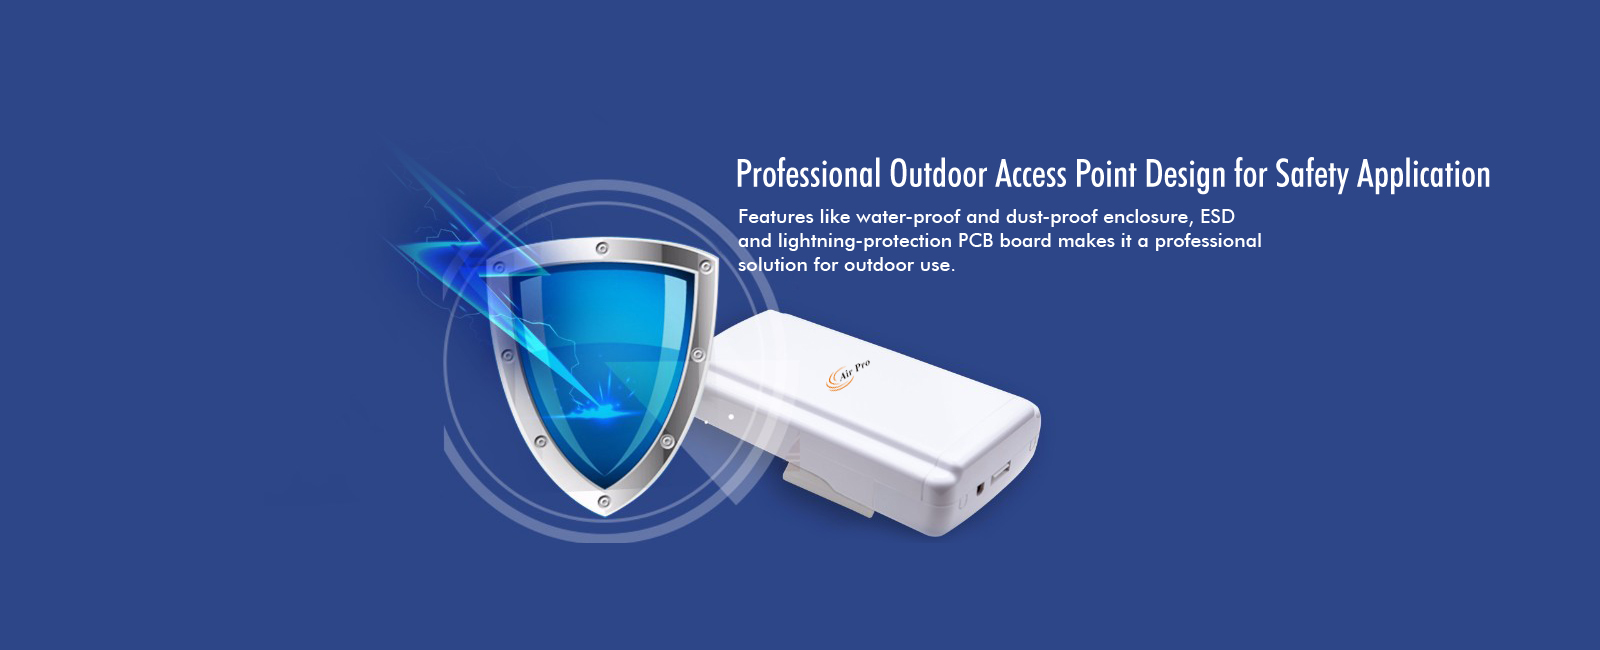 Professional Outdoor Access Point Design for Safety Application
Features like water-proof and dust-proof enclosure, ESD
and lightning-protection PCB board makes it a professional
solution for outdoor use.
Air Pro